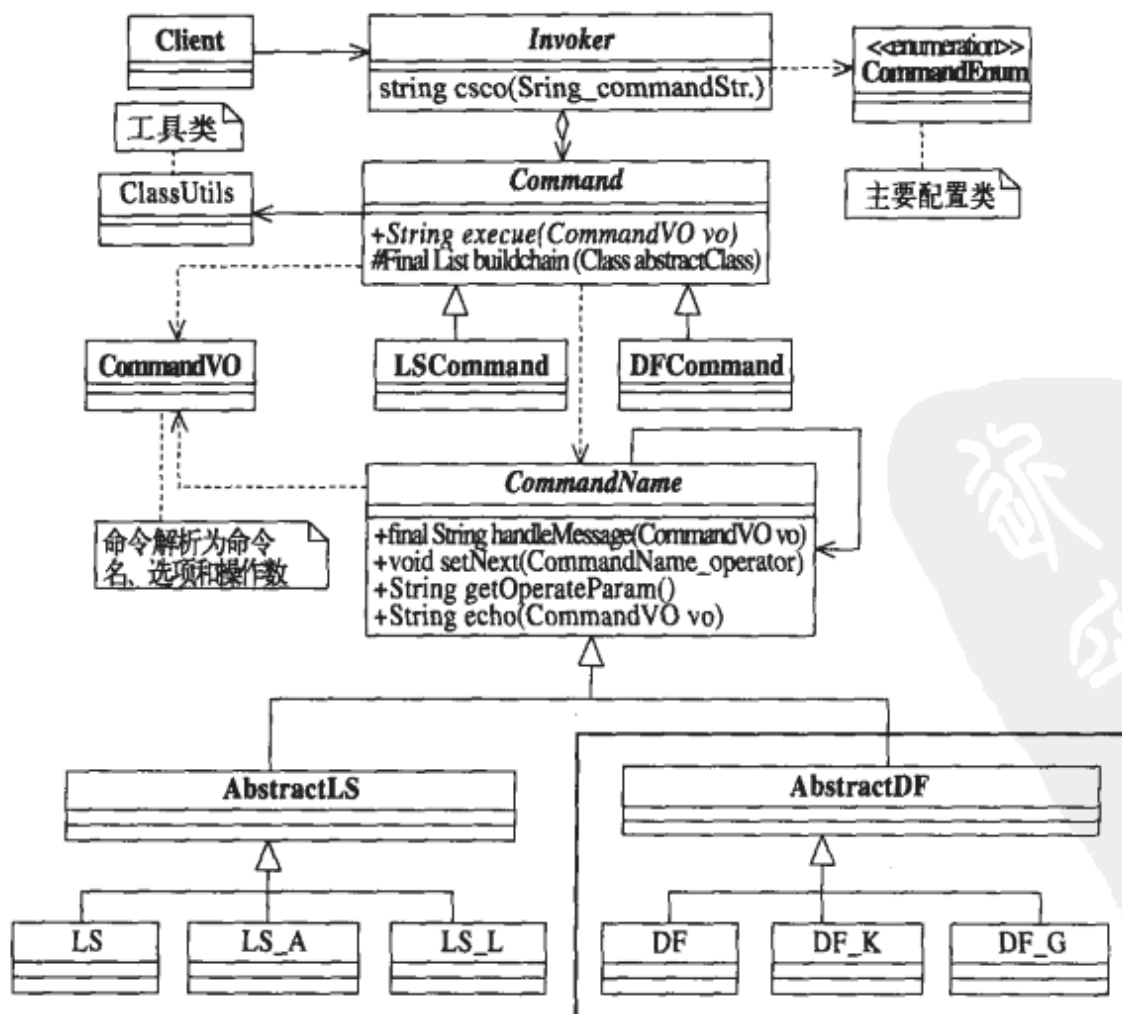 Client
Invoker
string csco(Sring_commandStr.)
<<enumeration>>
CommandEnum
工具类
主要配置类
ClassUtils
Command
+String execue(CommandVO vo)
#Final List buildchain (Class abstractClass)
CommandVO
LSCommand
DFCommand
命令解析为命令
名、选项和操作数
CommandName
+final String handleMessage(CommandVO vo)
+void setNext(CommandName_operator)
+String getOperateParam()
+String echo(CommandVO vo)
AbstractLS
AbstractDF
LS
LS_A
LS_L
DF
DF_K
DF_G